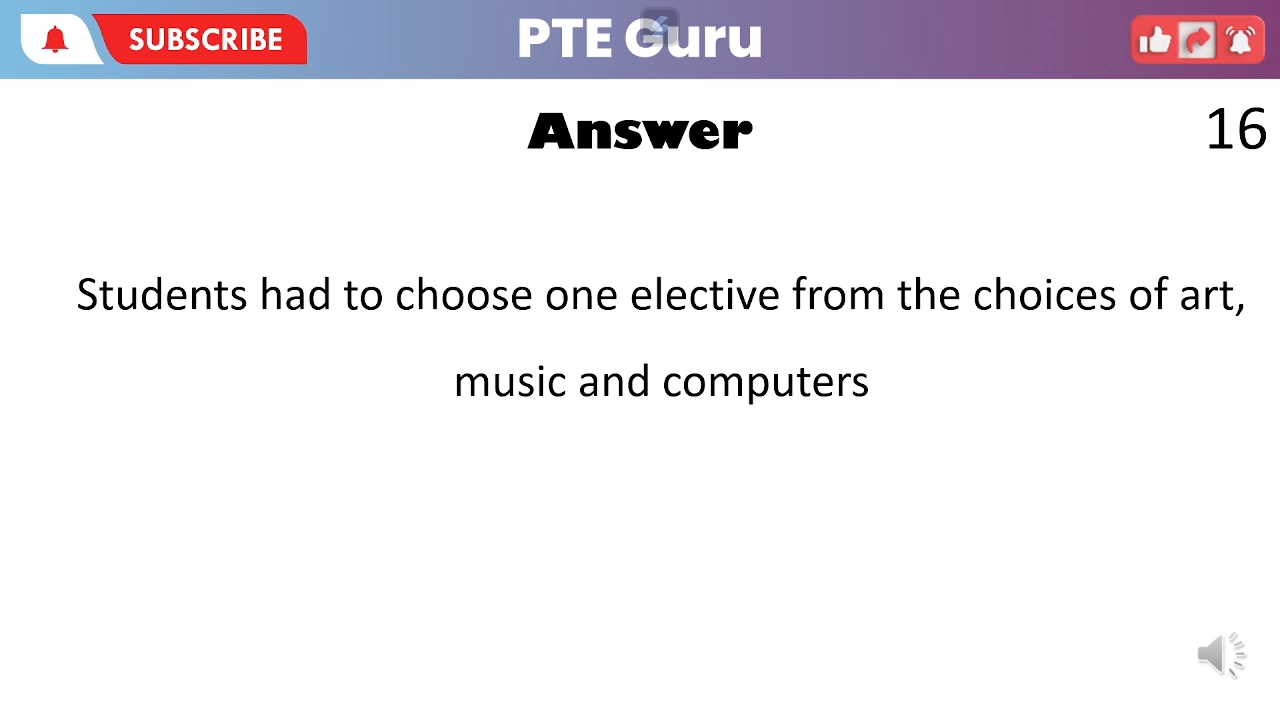 SUBSCRIBE
PTE Guru
Answer
16
Students had to choose one elective from the choices of art,
music and computers